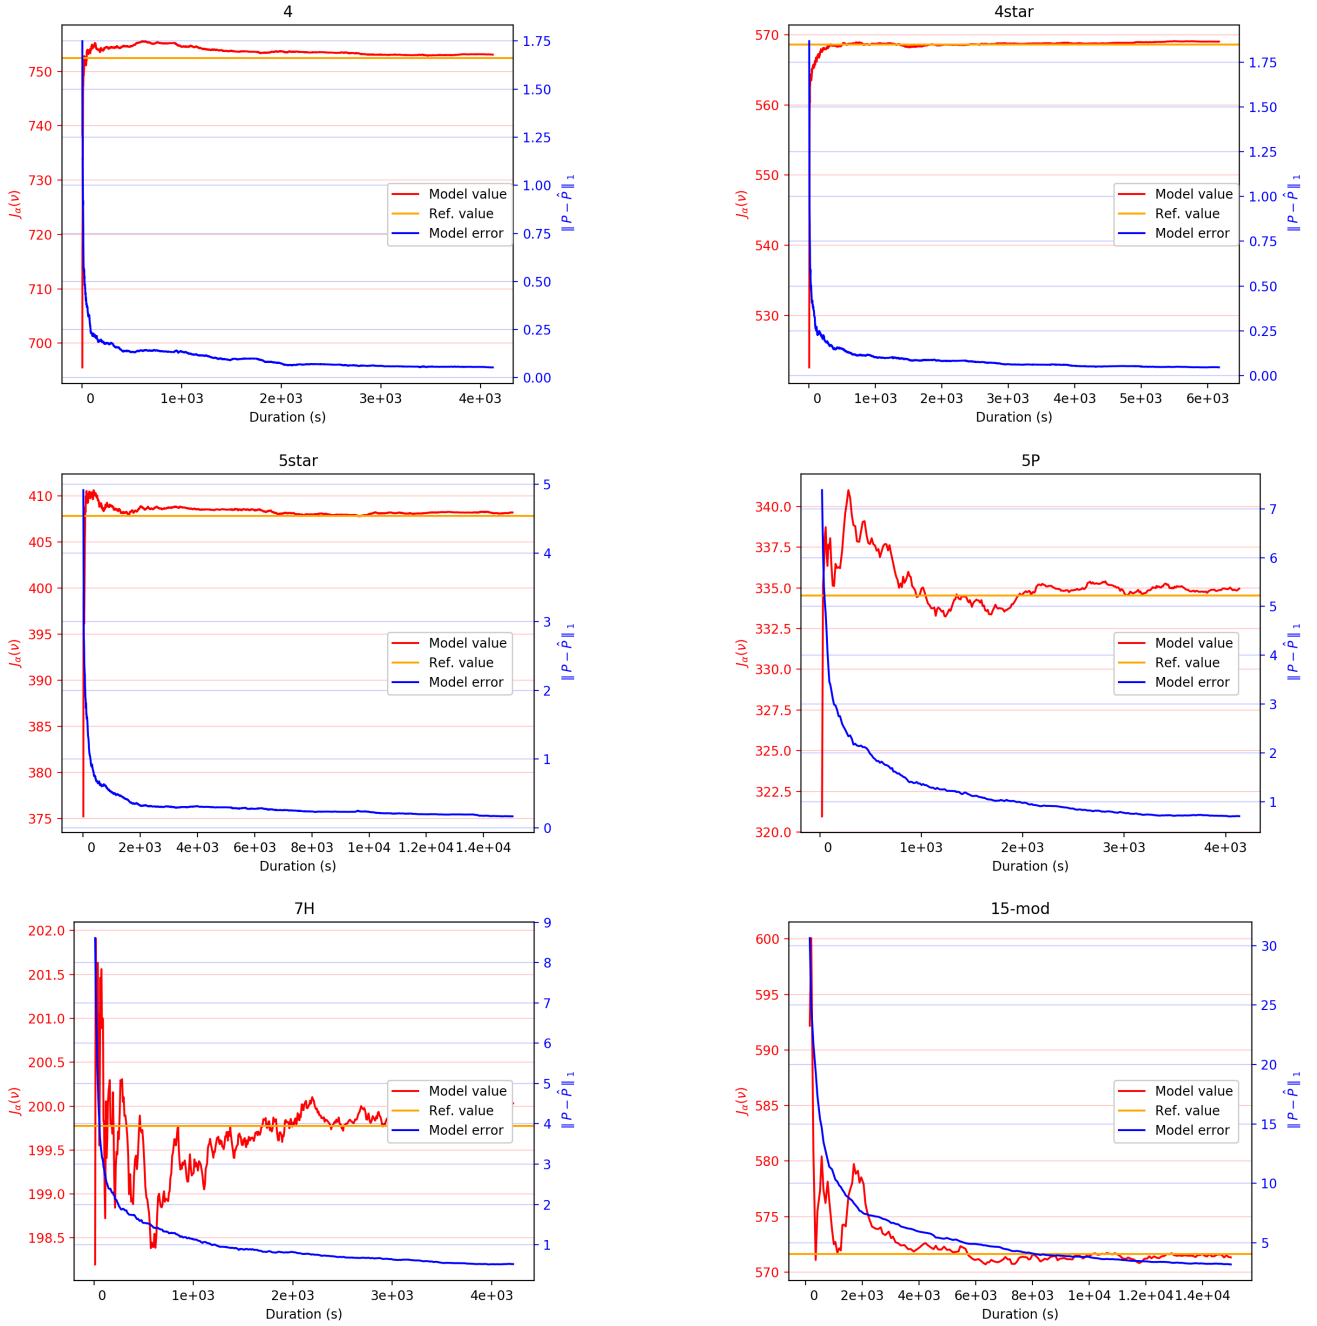 4
750
740
730
720
710
700
J_α(ν)
1.75
1.50
1.25
1.00
0.75
0.50
0.25
0.00
‖ P − P̂ ‖_1
Model value
Ref. value
Model error
0 1e+03 2e+03 3e+03 4e+03
Duration (s)
4star
570
560
550
540
530
J_α(ν)
1.75
1.50
1.25
1.00
0.75
0.50
0.25
0.00
‖ P − P̂ ‖_1
Model value
Ref. value
Model error
0 1e+03 2e+03 3e+03 4e+03 5e+03 6e+03
Duration (s)
5star
410
405
400
395
390
385
380
375
J_α(ν)
5
4
3
2
1
0
‖ P − P̂ ‖_1
Model value
Ref. value
Model error
0 2e+03 4e+03 6e+03 8e+03 1e+04 1.2e+04 1.4e+04
Duration (s)
5P
340.0
337.5
335.0
332.5
330.0
327.5
325.0
322.5
320.0
J_α(ν)
7
6
5
4
3
2
1
‖ P − P̂ ‖_1
Model value
Ref. value
Model error
0 1e+03 2e+03 3e+03 4e+03
Duration (s)
7H
202.0
201.5
201.0
200.5
200.0
199.5
199.0
198.5
J_α(ν)
9
8
7
6
5
4
3
2
1
‖ P − P̂ ‖_1
Model value
Ref. value
Model error
0 1e+03 2e+03 3e+03 4e+03
Duration (s)
15-mod
600
595
590
585
580
575
570
J_α(ν)
30
25
20
15
10
5
‖ P − P̂ ‖_1
Model value
Ref. value
Model error
0 2e+03 4e+03 6e+03 8e+03 1e+04 1.2e+04 1.4e+04
Duration (s)